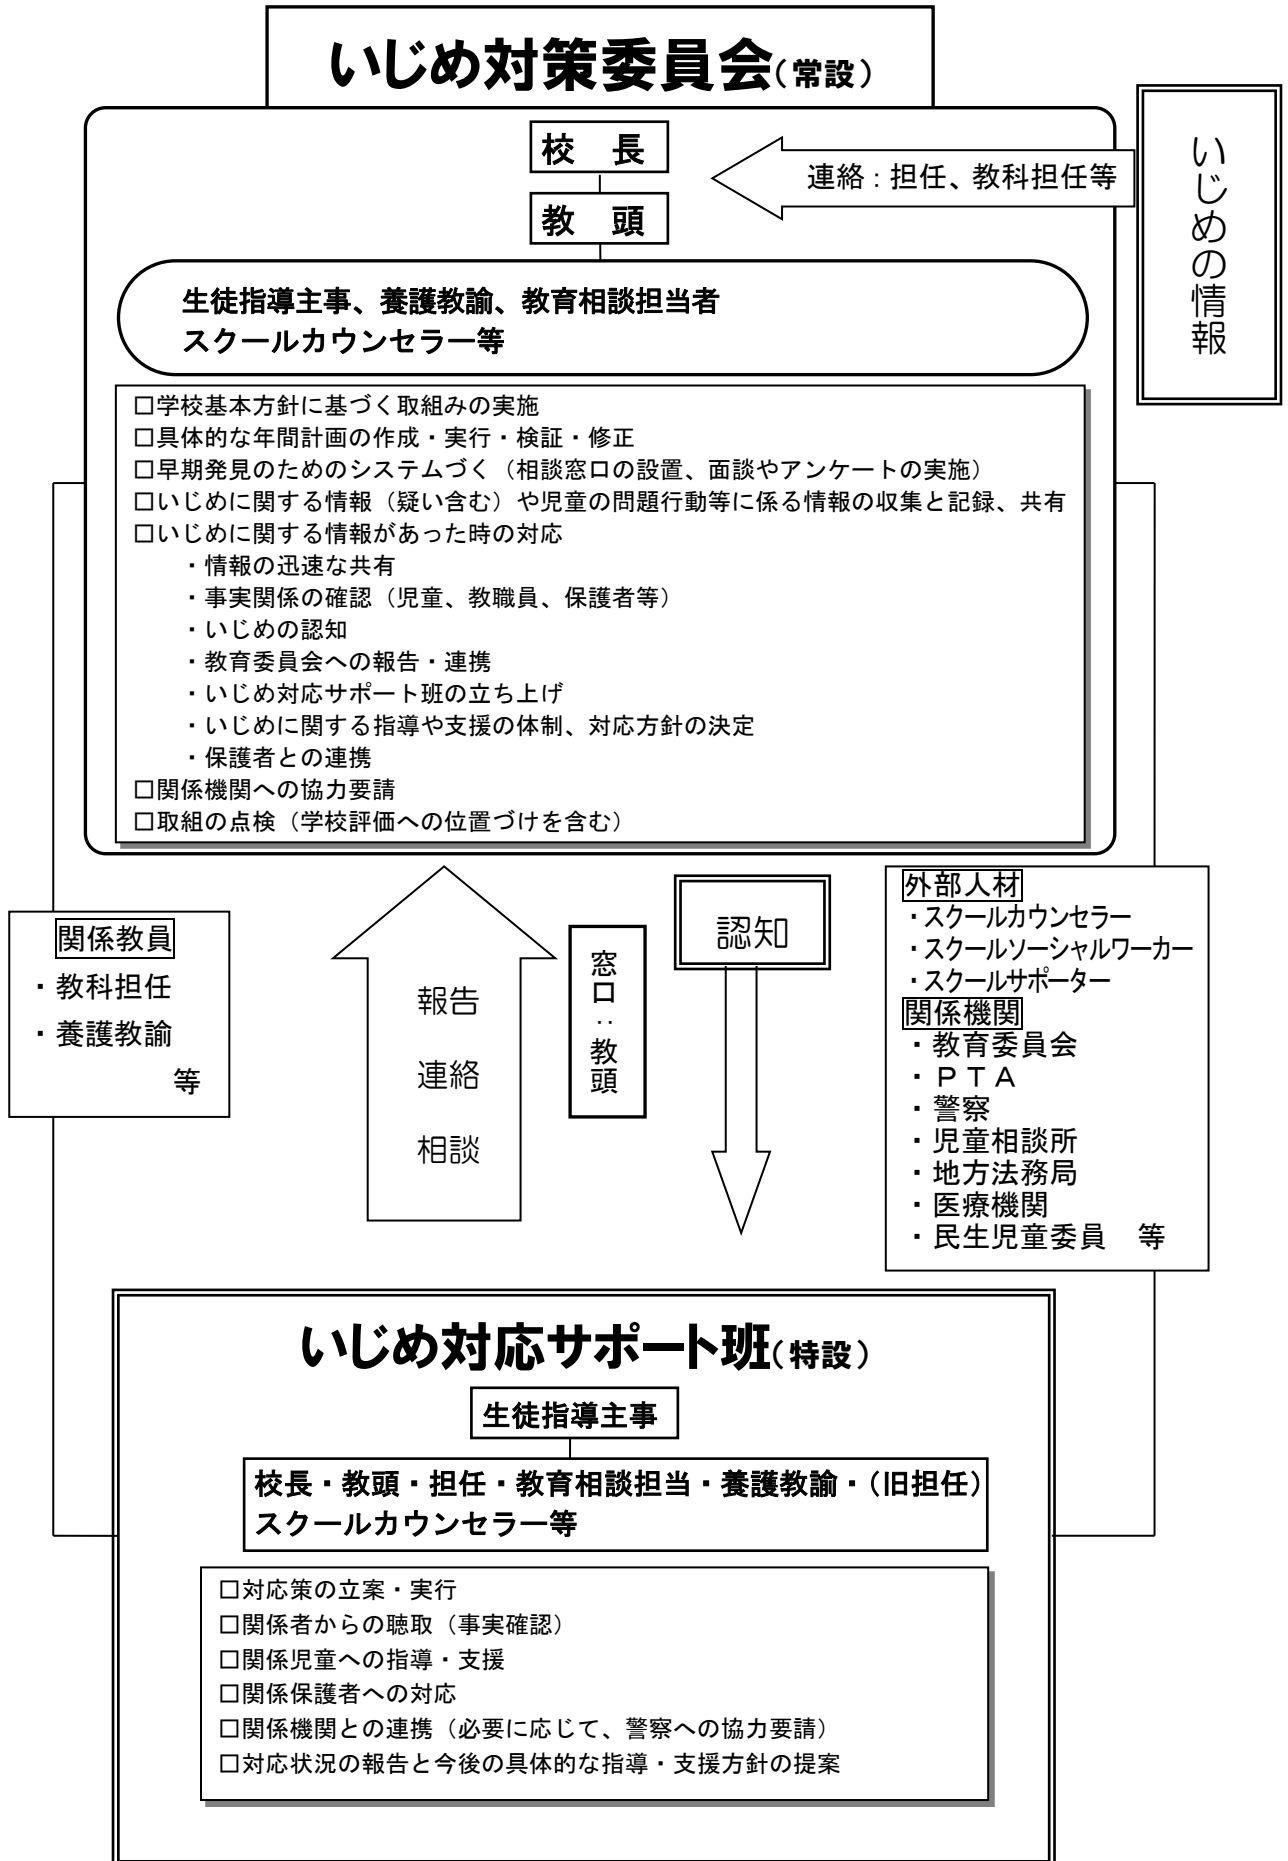 いじめ対策委員会（常設）
校　長
連絡：担任、教科担任等
いじめの情報
教　頭
生徒指導主事、養護教諭、教育相談担当者
スクールカウンセラー等
□学校基本方針に基づく取組みの実施
□具体的な年間計画の作成・実行・検証・修正
□早期発見のためのシステムづく（相談窓口の設置、面談やアンケートの実施）
□いじめに関する情報（疑い含む）や児童の問題行動等に係る情報の収集と記録、共有
□いじめに関する情報があった時の対応
・情報の迅速な共有
・事実関係の確認（児童、教職員、保護者等）
・いじめの認知
・教育委員会への報告・連携
・いじめ対応サポート班の立ち上げ
・いじめに関する指導や支援の体制、対応方針の決定
・保護者との連携
□関係機関への協力要請
□取組の点検（学校評価への位置づけを含む）
関係教員
・教科担任
・養護教諭
等
報告
連絡
相談
窓口：教頭
認知
外部人材
・スクールカウンセラー
・スクールソーシャルワーカー
・スクールサポーター
関係機関
・教育委員会
・ＰＴＡ
・警察
・児童相談所
・地方法務局
・医療機関
・民生児童委員　等
いじめ対応サポート班（特設）
生徒指導主事
校長・教頭・担任・教育相談担当・養護教諭・（旧担任）
スクールカウンセラー等
□対応策の立案・実行
□関係者からの聴取（事実確認）
□関係児童への指導・支援
□関係保護者への対応
□関係機関との連携（必要に応じて、警察への協力要請）
□対応状況の報告と今後の具体的な指導・支援方針の提案